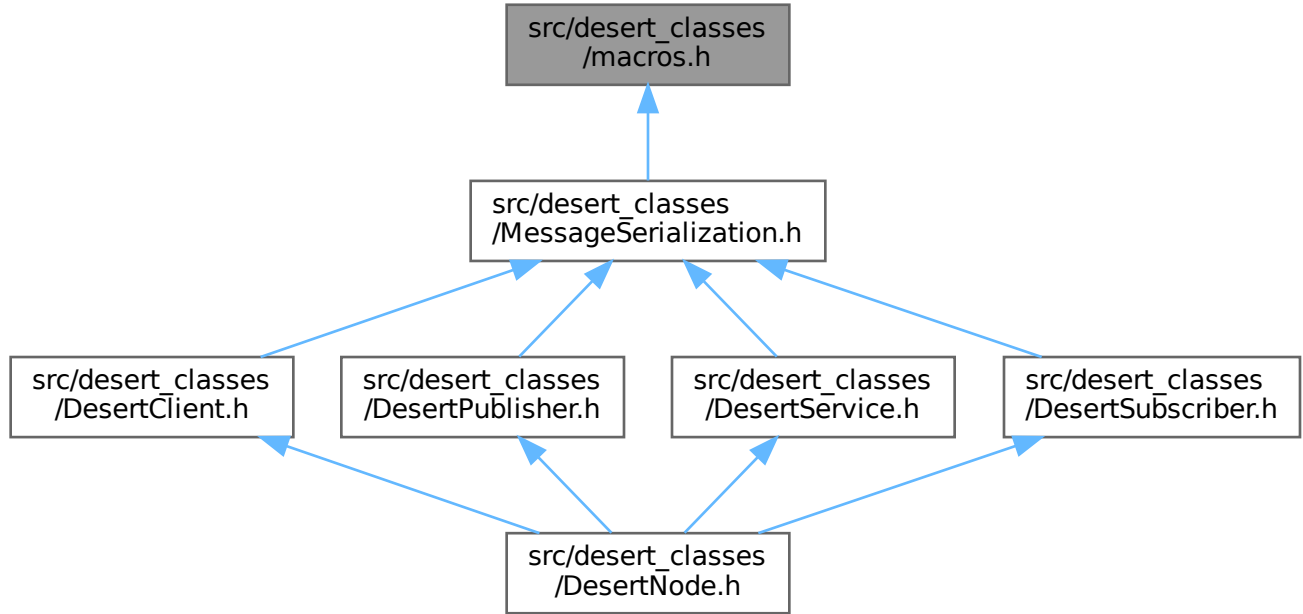 src/desert_classes
/macros.h
src/desert_classes
/MessageSerialization.h
src/desert_classes
/DesertClient.h
src/desert_classes
/DesertPublisher.h
src/desert_classes
/DesertService.h
src/desert_classes
/DesertSubscriber.h
src/desert_classes
/DesertNode.h